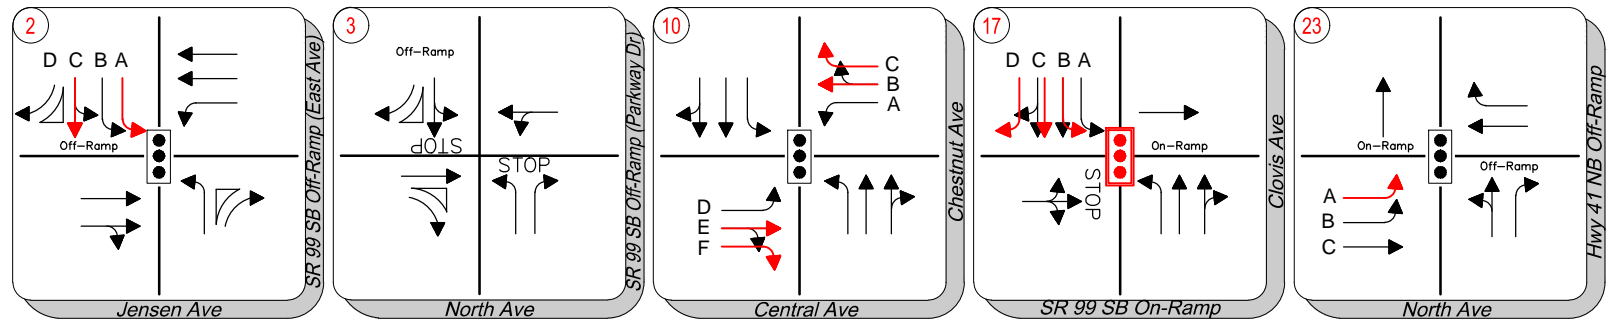 2
D C B A
Off-Ramp
SR 99 SB Off-Ramp (East Ave)
Jensen Ave
3
Off-Ramp
STOP
STOP
SR 99 SB Off-Ramp (Parkway Dr)
North Ave
10
C
B
A
D
E
F
Chestnut Ave
Central Ave
17
D C B A
On-Ramp
STOP
Clovis Ave
SR 99 SB On-Ramp
23
On-Ramp
Off-Ramp
A
B
C
Hwy 41 NB Off-Ramp
North Ave